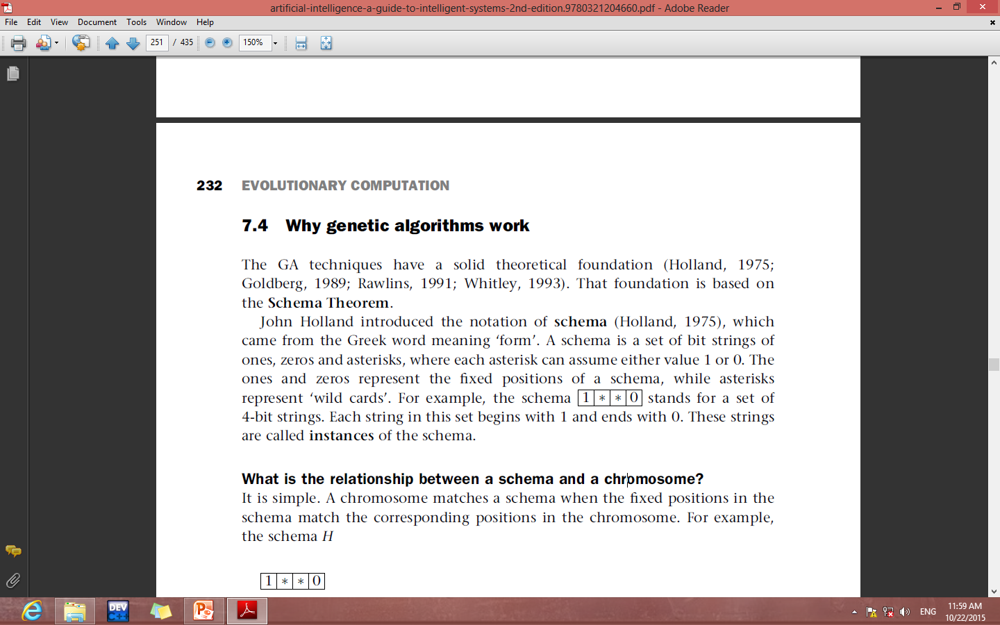 artificial-intelligence-a-guide-to-intelligent-systems-2nd-edition.9780321204660.pdf - Adobe Reader
File Edit View Document Tools Window Help
251 / 435 150%
232 EVOLUTIONARY COMPUTATION
7.4 Why genetic algorithms work
The GA techniques have a solid theoretical foundation (Holland, 1975;
Goldberg, 1989; Rawlins, 1991; Whitley, 1993). That foundation is based on
the Schema Theorem.
John Holland introduced the notation of schema (Holland, 1975), which
came from the Greek word meaning ‘form’. A schema is a set of bit strings of
ones, zeros and asterisks, where each asterisk can assume either value 1 or 0. The
ones and zeros represent the fixed positions of a schema, while asterisks
represent ‘wild cards’. For example, the schema 1 * * 0 stands for a set of
4-bit strings. Each string in this set begins with 1 and ends with 0. These strings
are called instances of the schema.
What is the relationship between a schema and a chromosome?
It is simple. A chromosome matches a schema when the fixed positions in the
schema match the corresponding positions in the chromosome. For example,
the schema H
1 * * 0
DEV C++
ENG
11:59 AM
10/22/2015